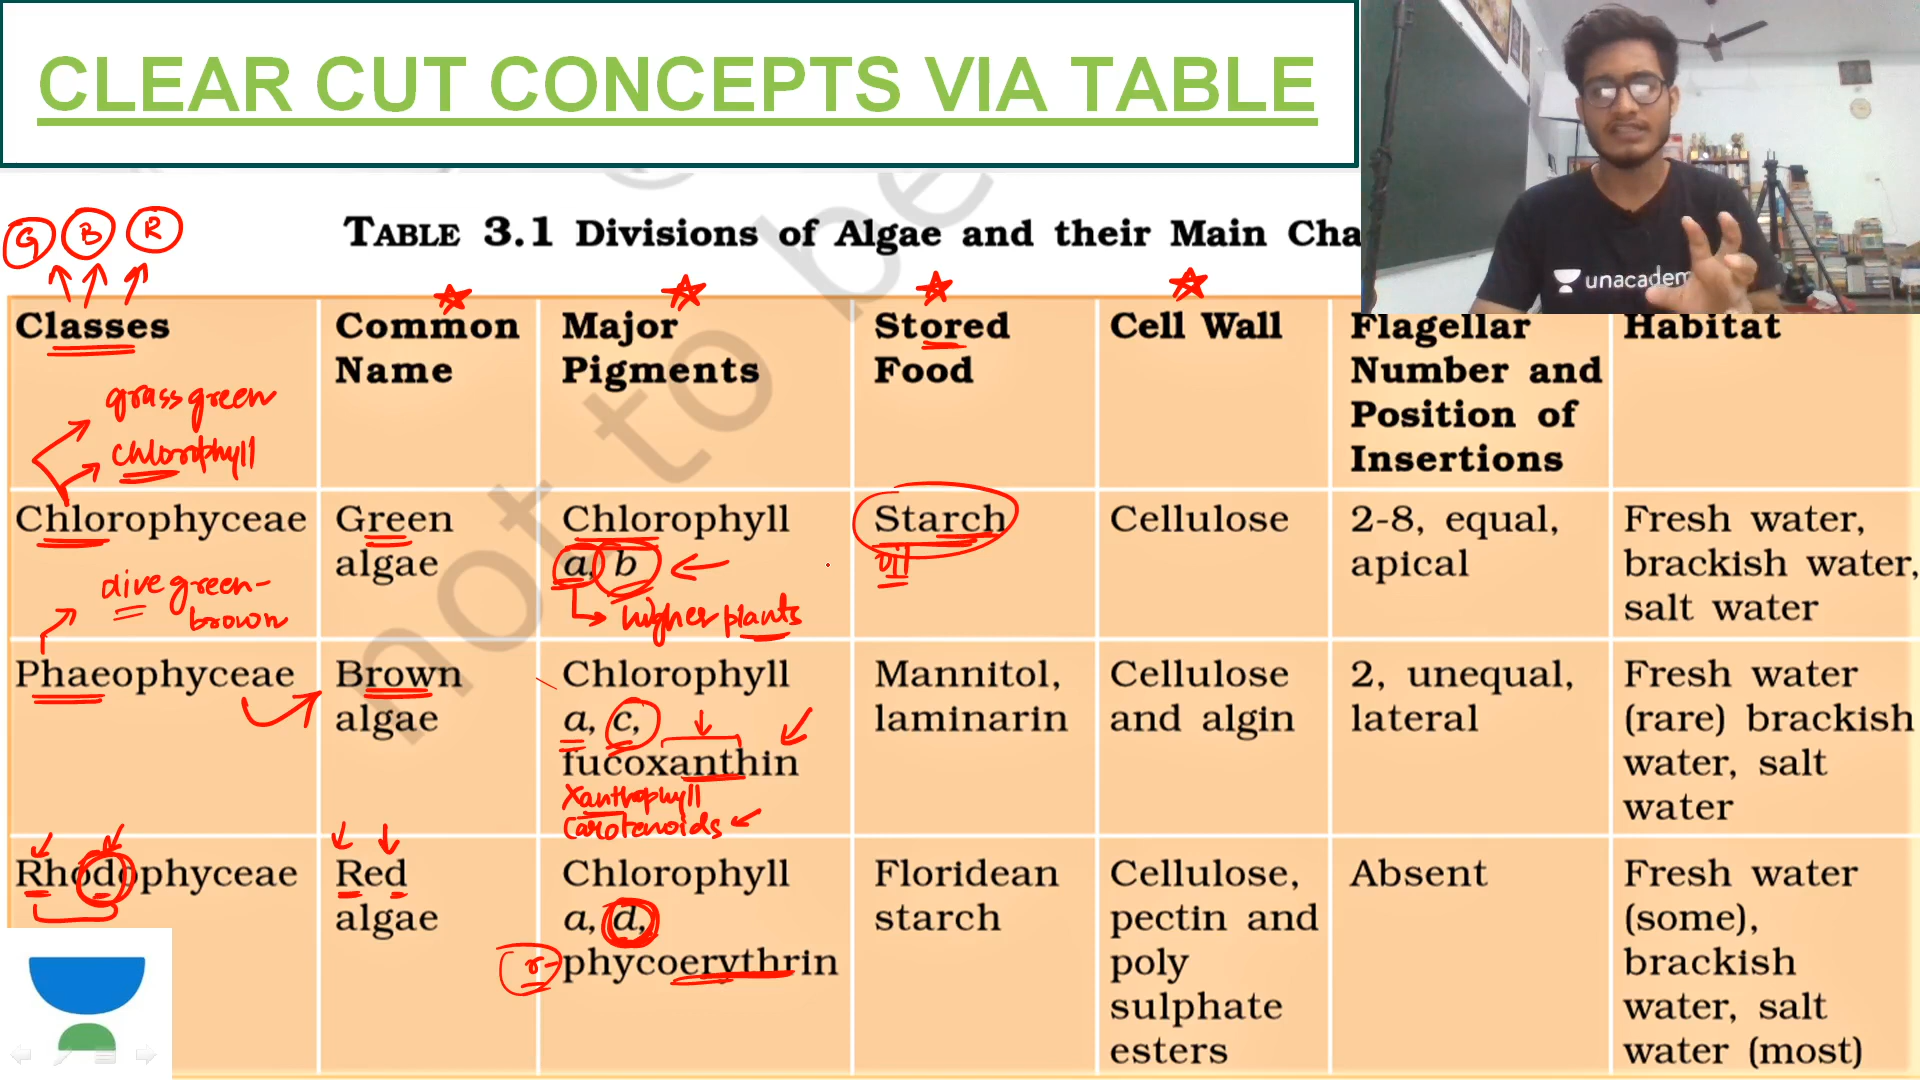 CLEAR CUT CONCEPTS VIA TABLE
unacadem
G B R
TABLE 3.1 Divisions of Algae and their Main Cha
not to be
Classes
Common Name
Major Pigments
Stored Food
Cell Wall
Flagellar Number and Position of Insertions
Habitat
grass green
chlorophyll
Chlorophyceae
Green algae
Chlorophyll a, b
higher plants
Starch
oil
Cellulose
2-8, equal, apical
Fresh water, brackish water, salt water
olive green-
brown
Phaeophyceae
Brown algae
Chlorophyll a, c, fucoxanthin
Xanthophyll
Carotenoids
Mannitol, laminarin
Cellulose and algin
2, unequal, lateral
Fresh water (rare) brackish water, salt water
Rhodophyceae
Red algae
Chlorophyll a, d,
r-phycoerythrin
Floridean starch
Cellulose, pectin and poly sulphate esters
Absent
Fresh water (some), brackish water, salt water (most)